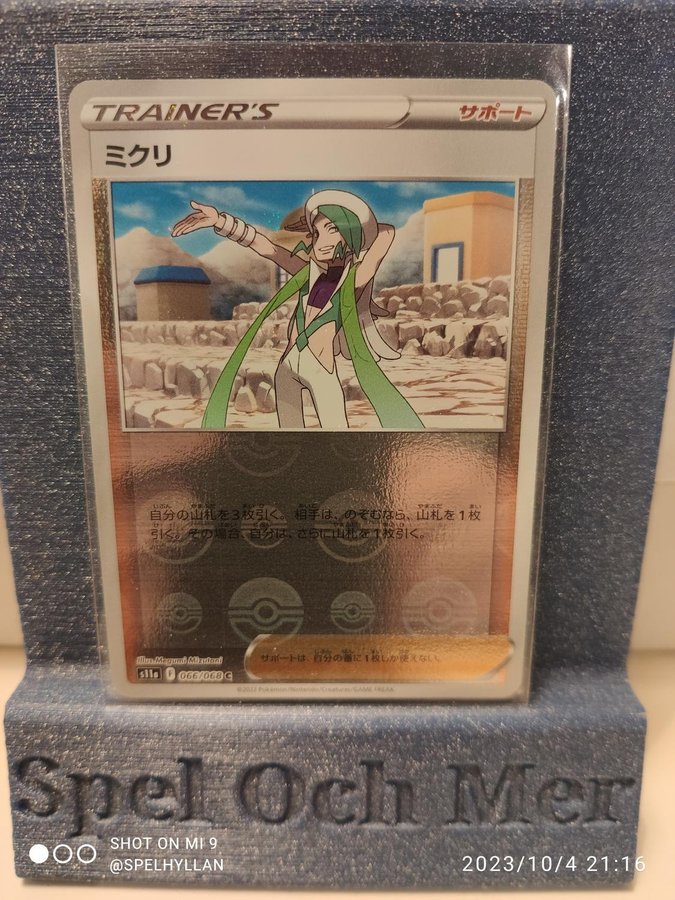 TRAINER'S サポート
ミクリ
自分の山札を3枚引く。相手は、のぞむなら、山札を1枚
引く。その場合、自分は、さらに山札を1枚引く。
サポートは、自分の番に1枚しか使えない。
Illus. Megumi Mizutani
s11a F 066/068 C
©2022 Pokémon/Nintendo/Creatures/GAME FREAK
Spel Och Mer
SHOT ON MI 9
@SPELHYLLAN
2023/10/4 21:16